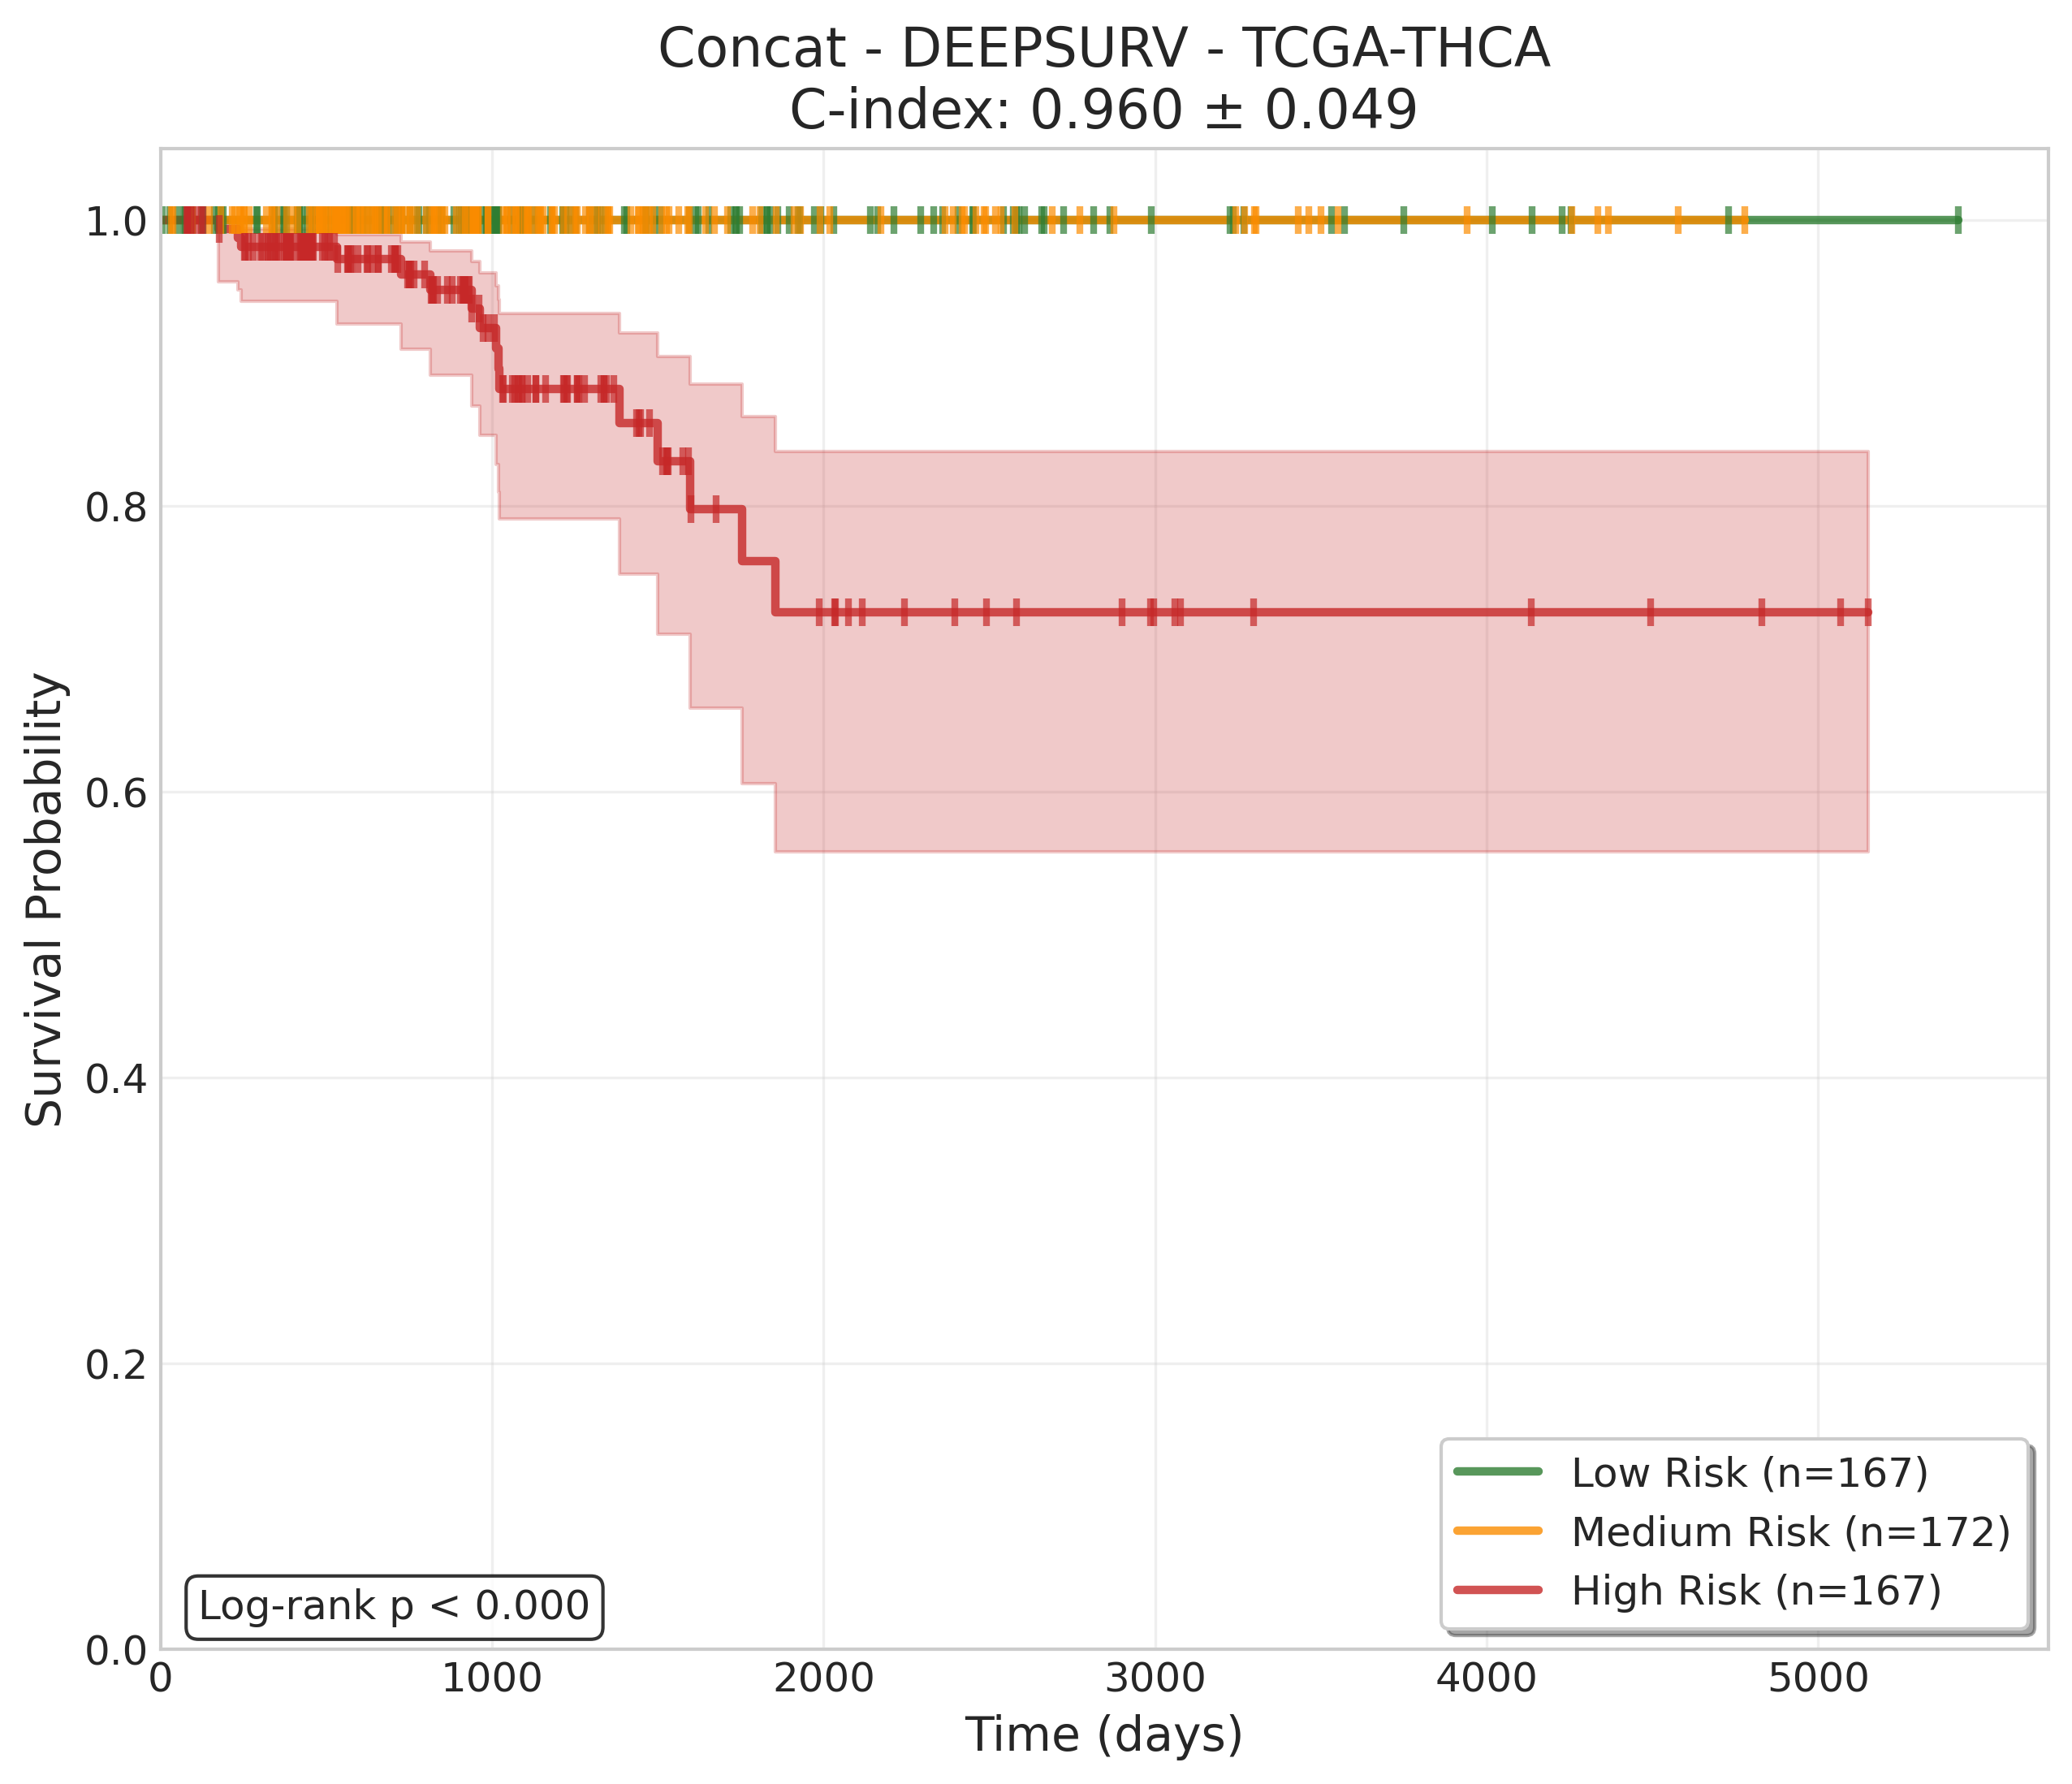 Concat - DEEPSURV - TCGA-THCA
C-index: 0.960 ± 0.049
Survival Probability
1.0
0.8
0.6
0.4
0.2
0.0
0
1000
2000
3000
4000
5000
Time (days)
Log-rank p < 0.000
Low Risk (n=167)
Medium Risk (n=172)
High Risk (n=167)